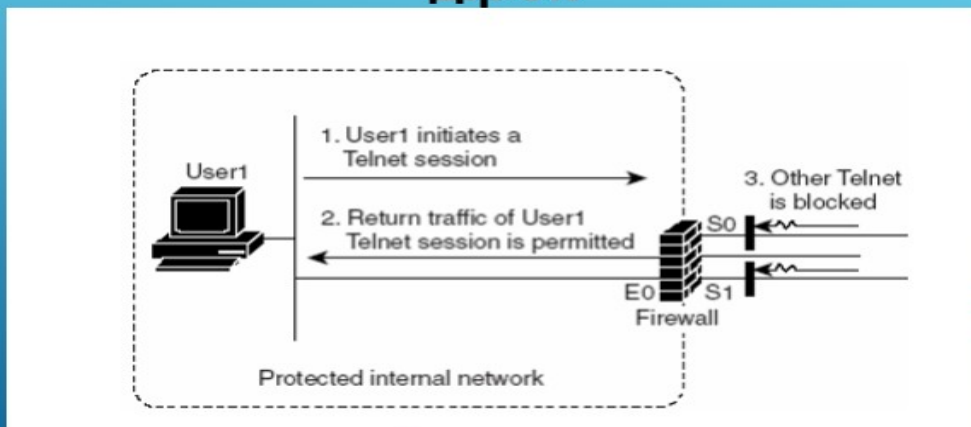 1. User1 initiates a
Telnet session
User1
3. Other Telnet
is blocked
2. Return traffic of User1
Telnet session is permitted
S0
E0
S1
Firewall
Protected internal network